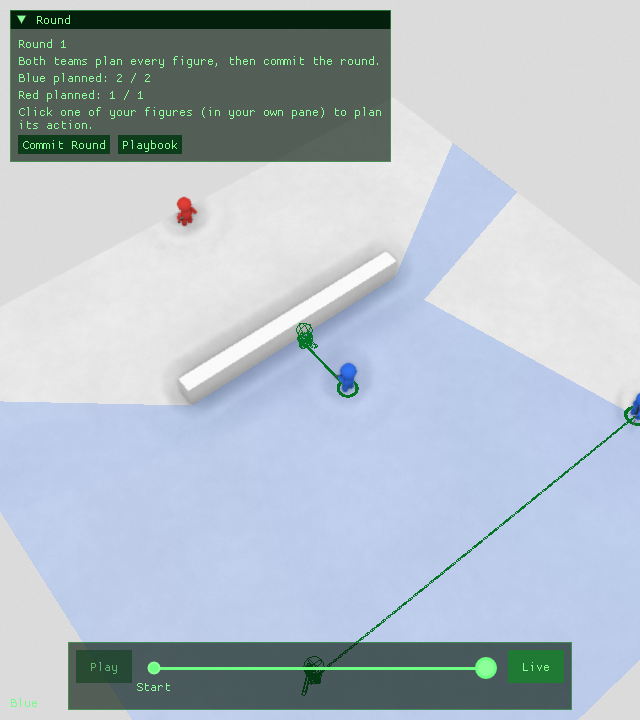 Round
Round 1
Both teams plan every figure, then commit the round.
Blue planned: 2 / 2
Red planned: 1 / 1
Click one of your figures (in your own pane) to plan
its action.
Commit Round Playbook
Play
Live
Start
Blue